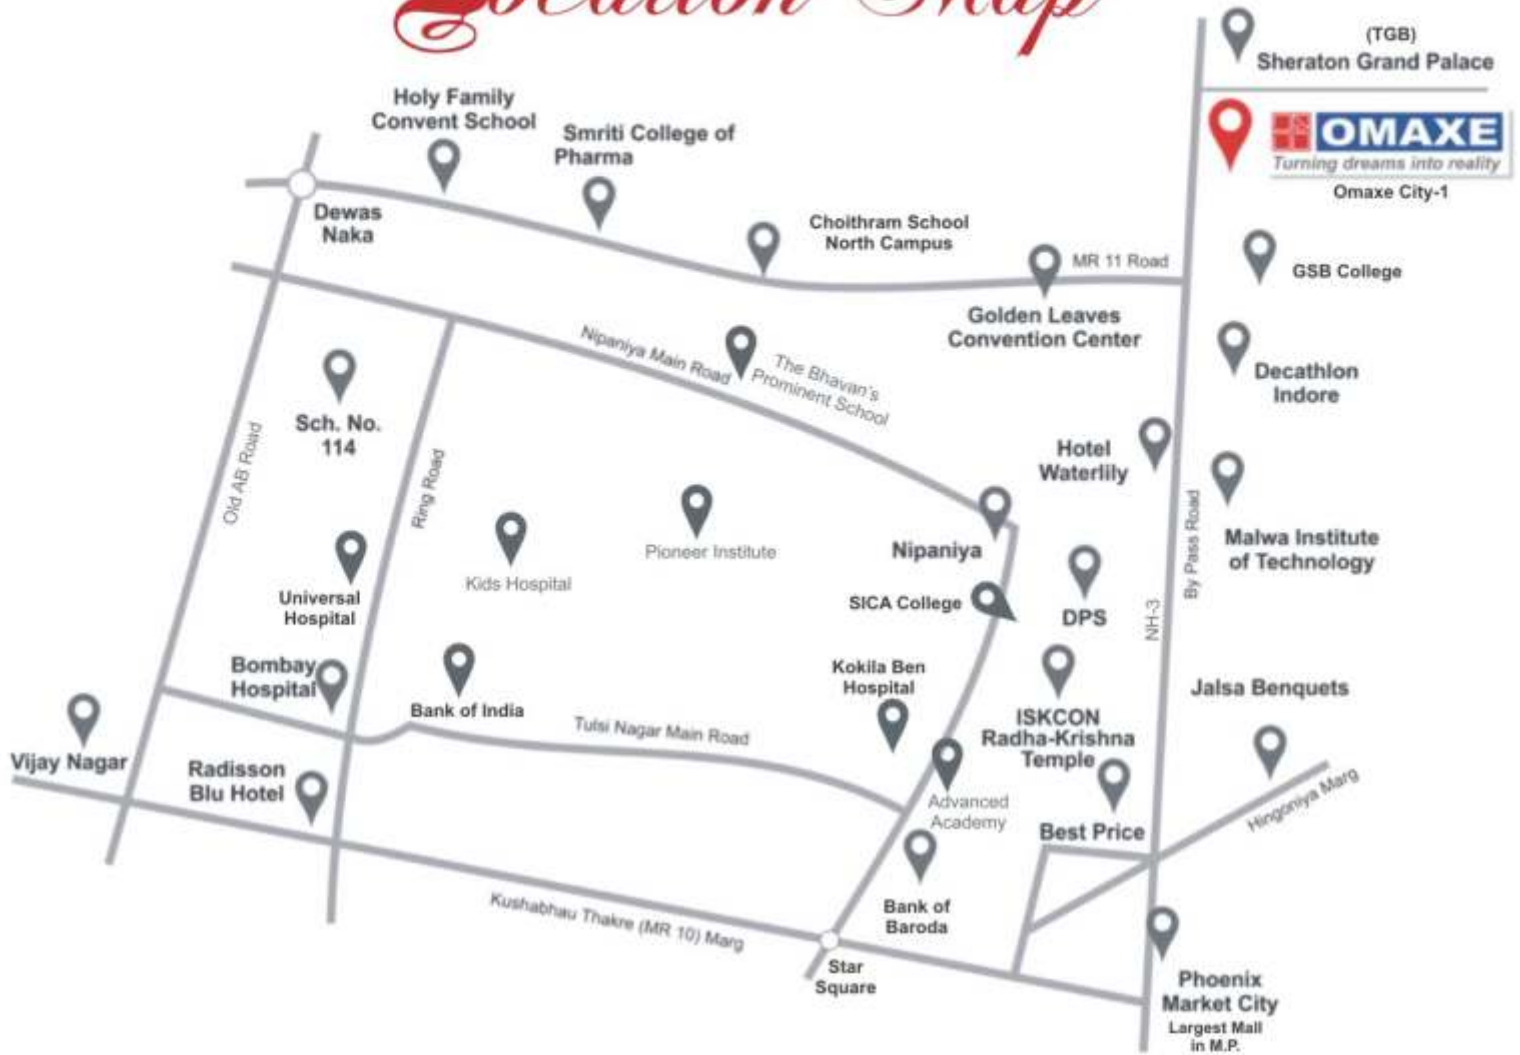 Location Map
(TGB)
Sheraton Grand Palace
OMAXE
Turning dreams into reality
Omaxe City-1
Holy Family
Convent School
Smriti College of
Pharma
Dewas
Naka
Choithram School
North Campus
MR 11 Road
GSB College
Golden Leaves
Convention Center
Nipaniya Main Road
The Bhavan's
Prominent School
Decathlon
Indore
Sch. No.
114
Old AB Road
Ring Road
Hotel
Waterlily
By Pass Road
NH-3
Malwa Institute
of Technology
Pioneer Institute
Kids Hospital
Nipaniya
SICA College
DPS
Universal
Hospital
Bombay
Hospital
Bank of India
Kokila Ben
Hospital
ISKCON
Radha-Krishna
Temple
Jalsa Benquets
Tulsi Nagar Main Road
Vijay Nagar
Radisson
Blu Hotel
Advanced
Academy
Best Price
Hingoniya Marg
Kushabhau Thakre (MR 10) Marg
Bank of
Baroda
Star
Square
Phoenix
Market City
Largest Mall
in M.P.